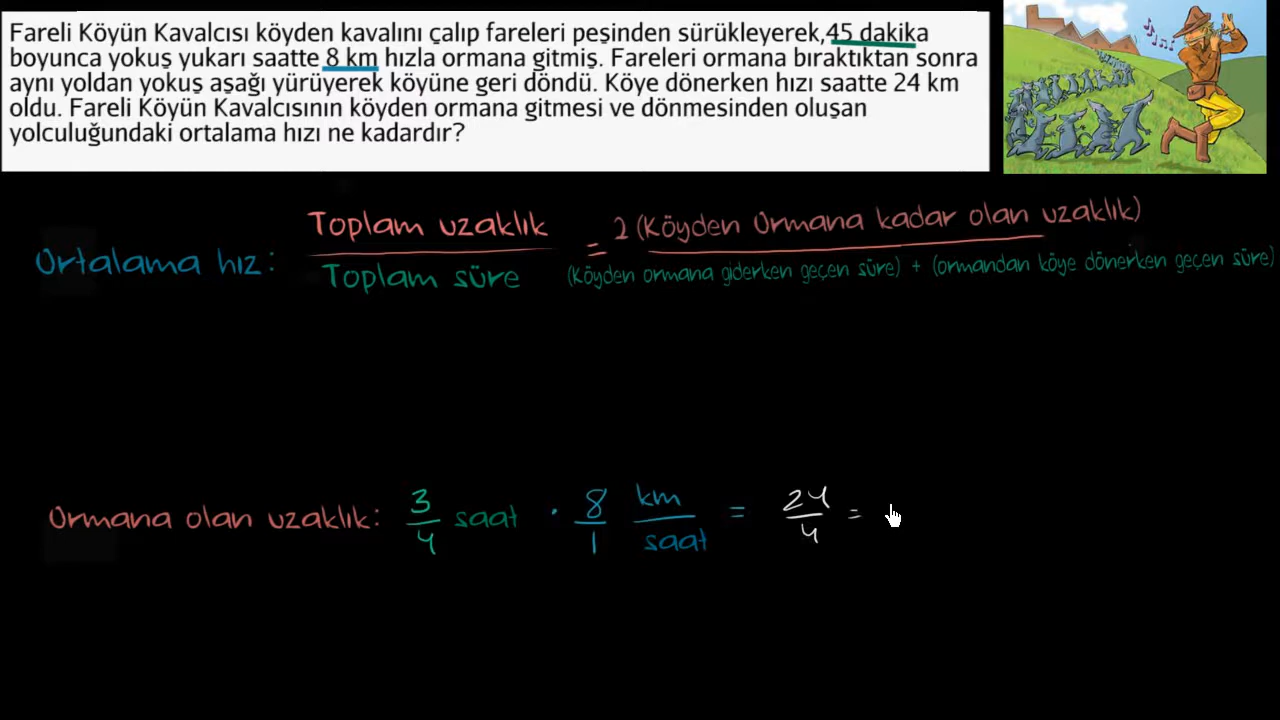 Fareli Köyün Kavalcısı köyden kavalını çalıp fareleri peşinden sürükleyerek,45 dakika
boyunca yokuş yukarı saatte 8 km hızla ormana gitmiş. Fareleri ormana bıraktıktan sonra
aynı yoldan yokuş aşağı yürüyerek köyüne geri döndü. Köye dönerken hızı saatte 24 km
oldu. Fareli Köyün Kavalcısının köyden ormana gitmesi ve dönmesinden oluşan
yolculuğundaki ortalama hızı ne kadardır?
Ortalama hız: Toplam uzaklık / Toplam süre = 2 (Köyden Ormana kadar olan uzaklık) / (Köyden ormana giderken geçen süre) + (ormandan köye dönerken geçen süre)
Ormana olan uzaklık: 3/4 saat · 8/1 km/saat = 24/4 =